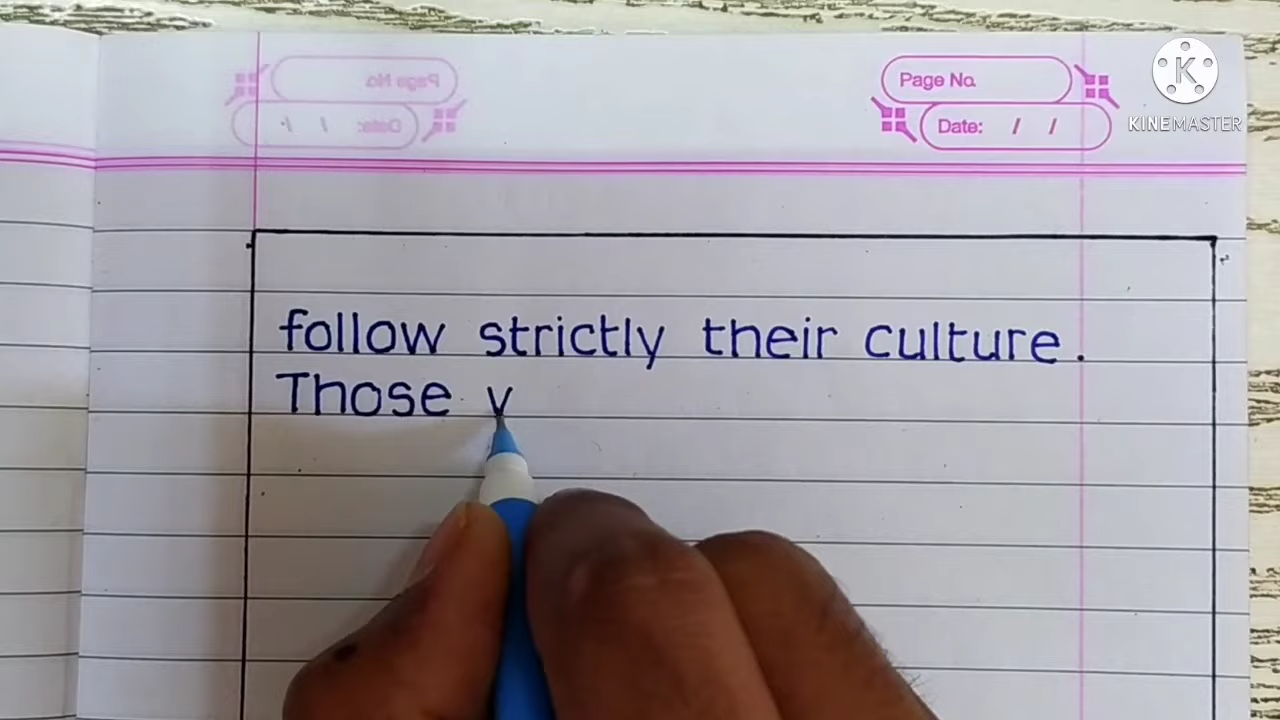 Page No.
Date: / /
KINEMASTER
follow strictly their culture.
Those v